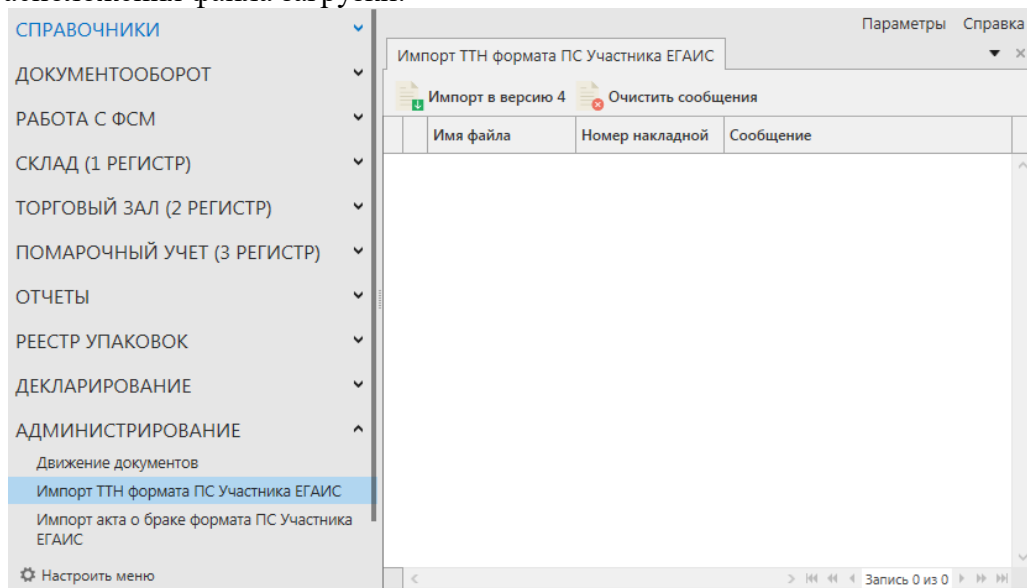 расположения файла загрузки.
СПРАВОЧНИКИ
ДОКУМЕНТООБОРОТ
РАБОТА С ФСМ
СКЛАД (1 РЕГИСТР)
ТОРГОВЫЙ ЗАЛ (2 РЕГИСТР)
ПОМАРОЧНЫЙ УЧЕТ (3 РЕГИСТР)
ОТЧЕТЫ
РЕЕСТР УПАКОВОК
ДЕКЛАРИРОВАНИЕ
АДМИНИСТРИРОВАНИЕ
Движение документов
Импорт ТТН формата ПС Участника ЕГАИС
Импорт акта о браке формата ПС Участника
ЕГАИС
Настроить меню
Параметры Справка
Импорт ТТН формата ПС Участника ЕГАИС
Импорт в версию 4 Очистить сообщения
Имя файла Номер накладной Сообщение
Запись 0 из 0